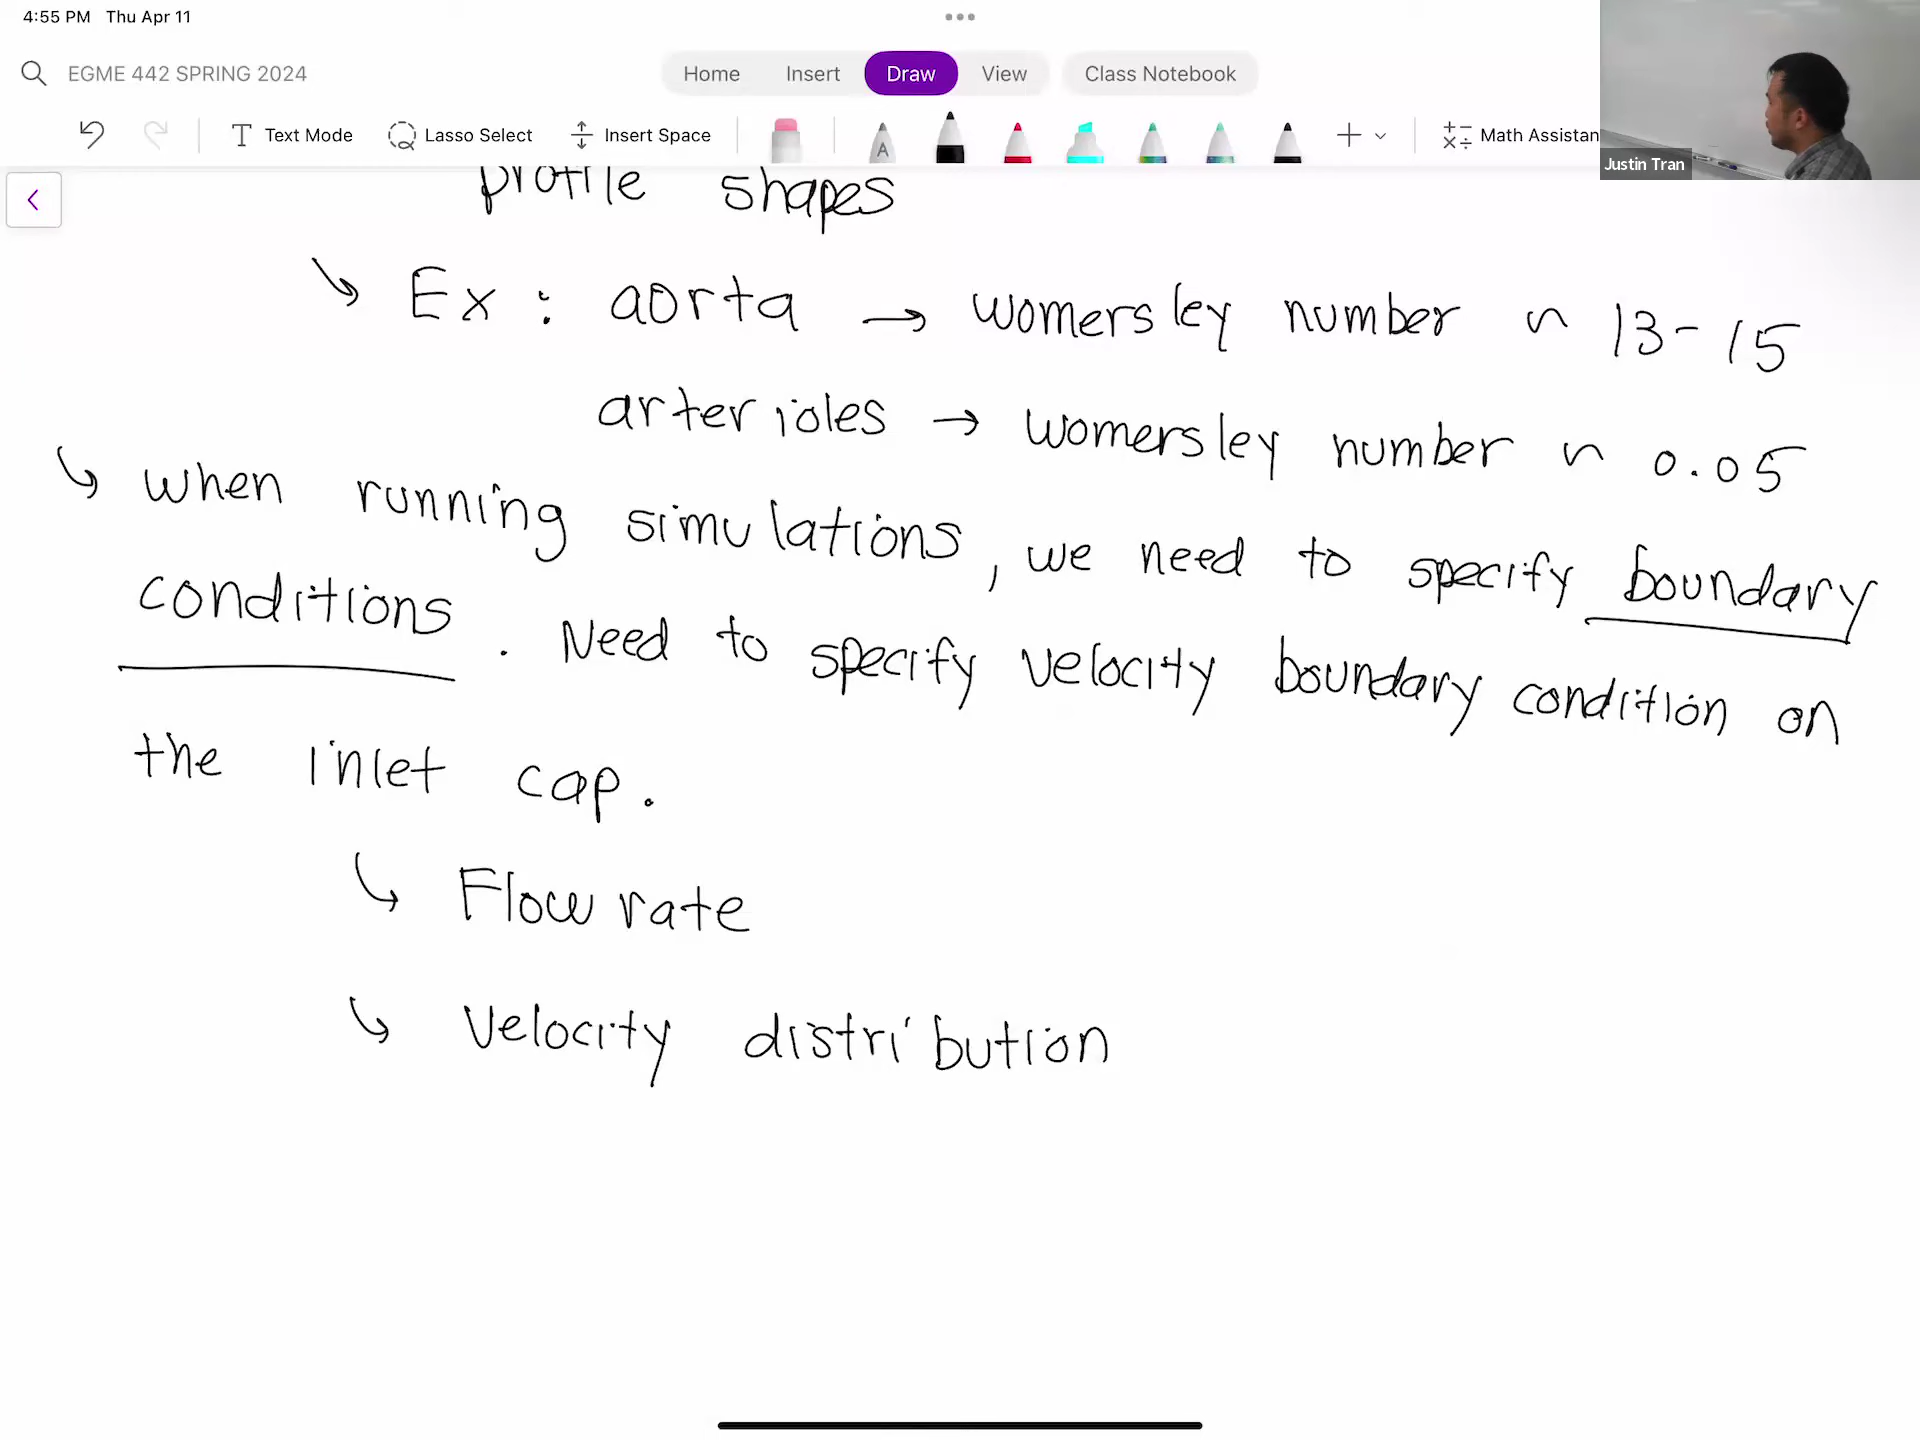 4:55 PM Thu Apr 11
EGME 442 SPRING 2024
Home Insert Draw View Class Notebook
Text Mode Lasso Select Insert Space A Math Assistan
Justin Tran
profile shapes
↳ Ex : aorta → womersley number ~ 13-15
arterioles → womersley number ~ 0.05
↳ when running simulations, we need to specify boundary
conditions. Need to specify velocity boundary condition on
the inlet cap.
↳ Flow rate
↳ Velocity distribution